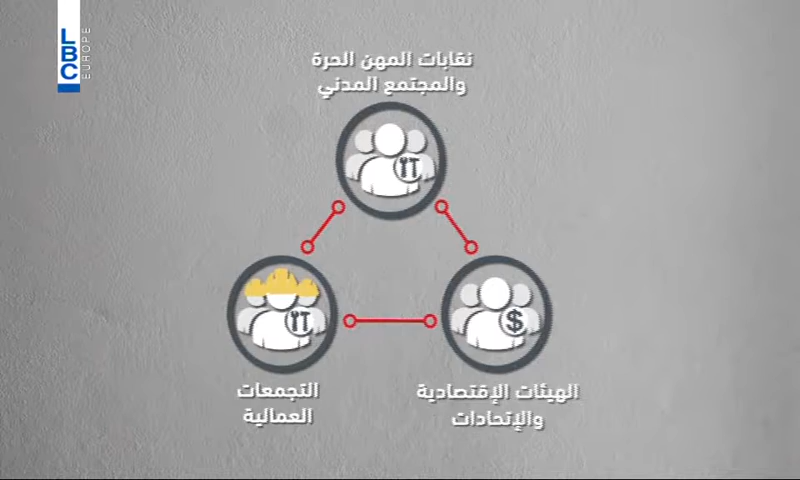 LBC
EUROPE
نقابات المهن الحرة
والمجتمع المدني
التجمعات
العمالية
الهيئات الإقتصادية
والإتحادات
$